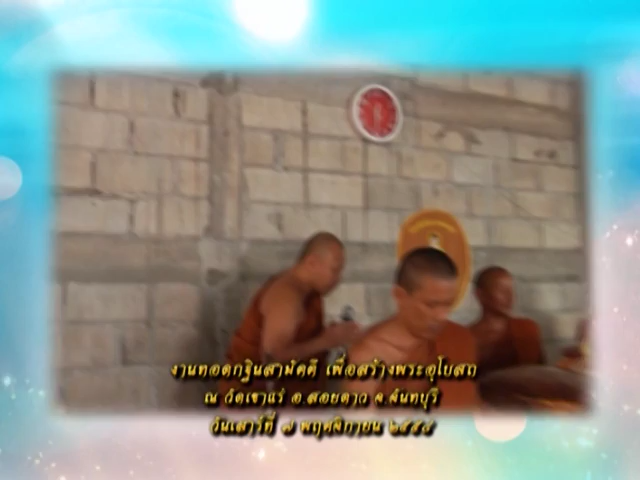 งานทอดกฐินสามัคคี เพื่อสร้างพระอุโบสถ
ณ วัดเขาแร่ อ.สอยดาว จ.จันทบุรี
วันเสาร์ที่ ๗ พฤศจิกายน ๒๕๕๘